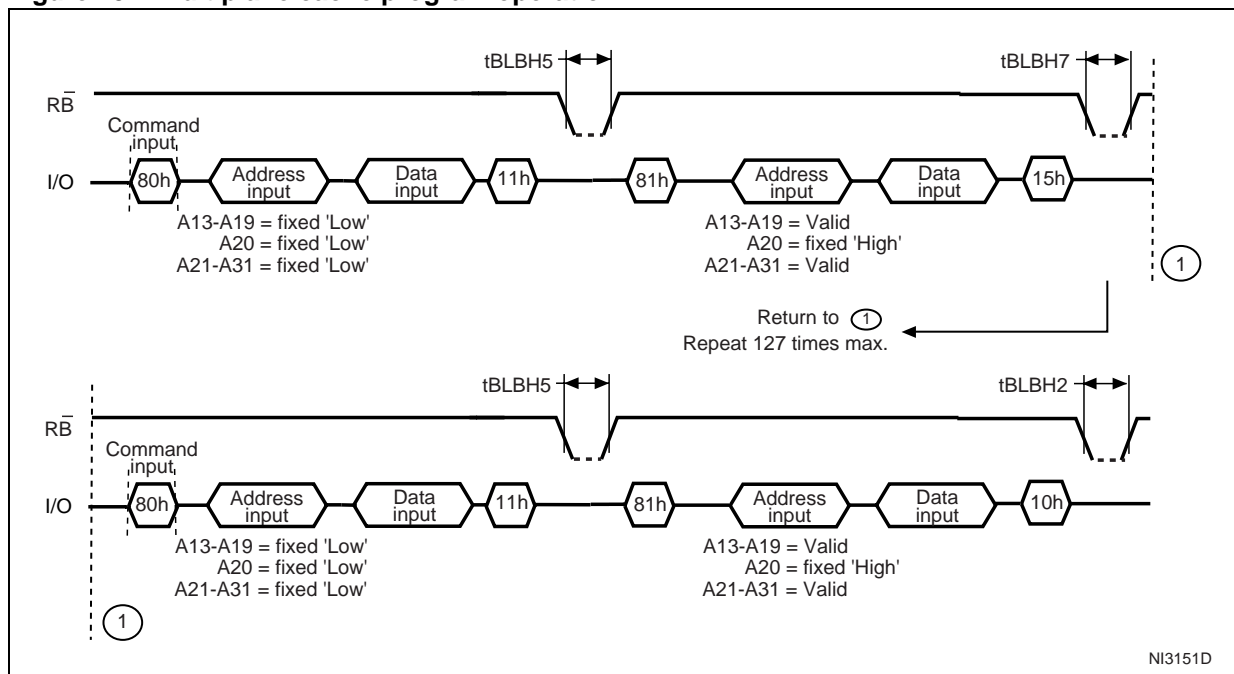 Figure cache program operation
tBLBH5 tBLBH7
RB̅
Command
input
I/O 80h Address input Data input 11h 81h Address input Data input 15h
A13-A19 = fixed 'Low' A13-A19 = Valid
A20 = fixed 'Low' A20 = fixed 'High'
A21-A31 = fixed 'Low' A21-A31 = Valid
1
Return to 1
Repeat 127 times max.
tBLBH5 tBLBH2
RB̅
Command
input
I/O 80h Address input Data input 11h 81h Address input Data input 10h
A13-A19 = fixed 'Low' A13-A19 = Valid
A20 = fixed 'Low' A20 = fixed 'High'
A21-A31 = fixed 'Low' A21-A31 = Valid
1
NI3151D